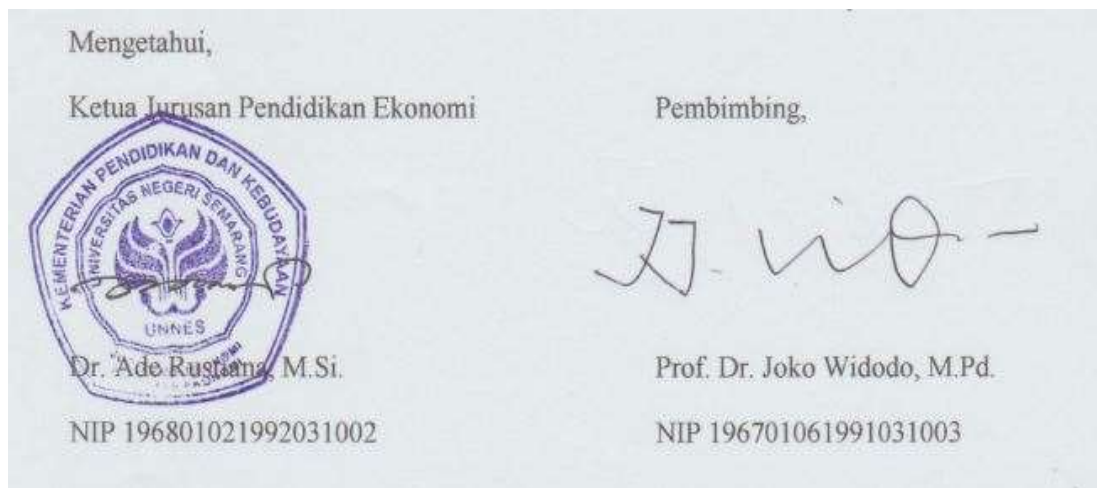 Mengetahui,
Ketua Jurusan Pendidikan Ekonomi
Pembimbing,
KEMENTERIAN PENDIDIKAN DAN KEBUDAYAAN
UNIVERSITAS NEGERI SEMARANG
UNNES
EKONOMI
Dr. Ade Rustiana, M.Si.
Prof. Dr. Joko Widodo, M.Pd.
NIP 196801021992031002
NIP 196701061991031003